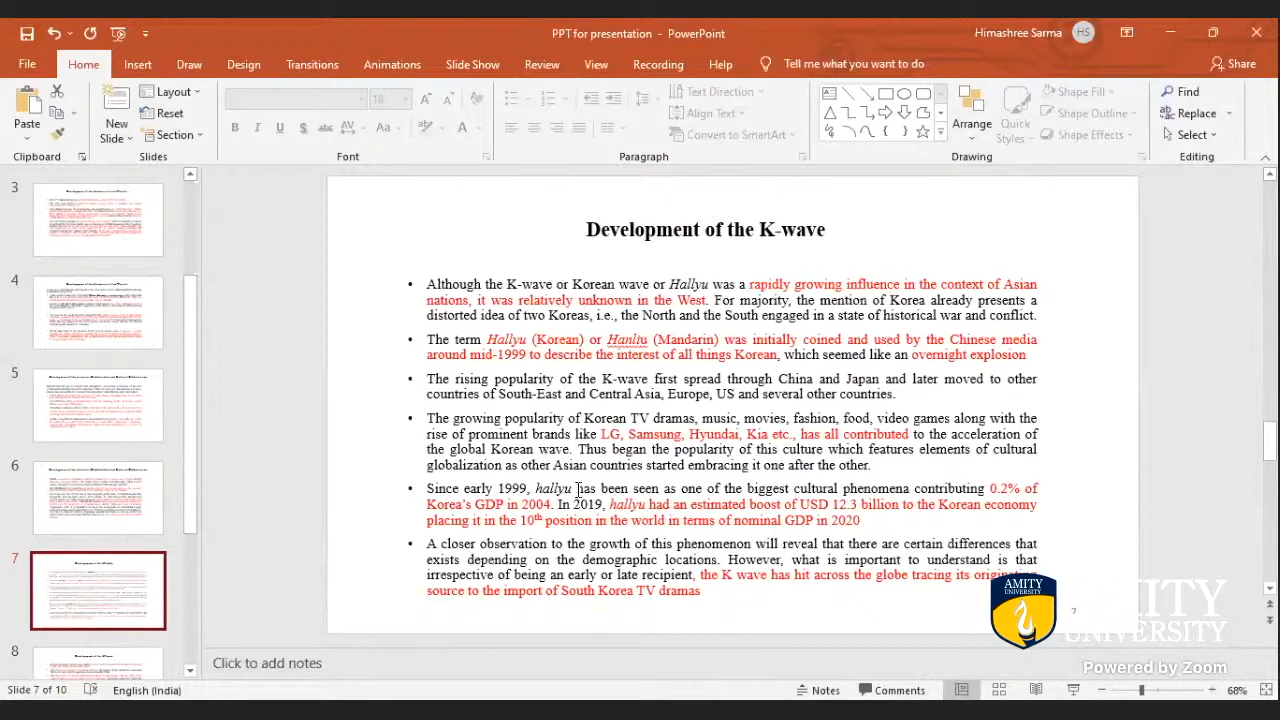 PPT for presentation - PowerPoint
Himashree Sarma
HS
File Home Insert Draw Design Transitions Animations Slide Show Review View Recording Help Tell me what you want to do Share
Paste
New
Slide
Layout
Reset
Section
18
Text Direction
Align Text
Convert to SmartArt
Arrange
Quick
Styles
Shape Fill
Shape Outline
Shape Effects
Find
Replace
Select
Clipboard Slides Font Paragraph Drawing Editing
3
4
5
6
7
8
Development of the K-wave
• Although the K-wave or Korean wave or Hallyu was a rapidly growing influence in the context of Asian
nations, it was relatively unknown in the West. For majority, the notion of Korea merely presents a
distorted idea of two Koreas, i.e., the North and the South engaged in a state of historical war and conflict.
• The term Hallyu (Korean) or Hanliu (Mandarin) was initially coined and used by the Chinese media
around mid-1999 to describe the interest of all things Korean, which seemed like an overnight explosion
• The rising popularity of the K-wave first spread through China and Japan and later moved to other
countries of South-East and Central Asia, Europe, US and several other countries.
• The growing popularity of Korean TV dramas, music, movies, fashion, food, video games along with the
rise of prominent brands like LG, Samsung, Hyundai, Kia etc., has all contributed to the acceleration of
the global Korean wave. Thus began the popularity of this culture which features elements of cultural
globalization as other Asian countries started embracing it one after the other.
• Since then, K-wave has been seen as one of the biggest cultural phenomena contributing 0.2% of
Korea's GDP in 2004. In 2019, hallyu had an estimated boost of USD 12.3 billion to the Korean economy
placing it in the 10th position in the world in terms of nominal GDP in 2020
• A closer observation to the growth of this phenomenon will reveal that there are certain differences that
exists depending on the demographic locations. However, what is important to understand is that
irrespective of being an early or late recipient, the K wave has hit across the globe tracing its original
source to the import of South Korea TV dramas
7
AMITY
UNIVERSITY
AMITY
UNIVERSITY
Powered by Zoom
Click to add notes
Slide 7 of 10 English (India) Notes Comments 68%